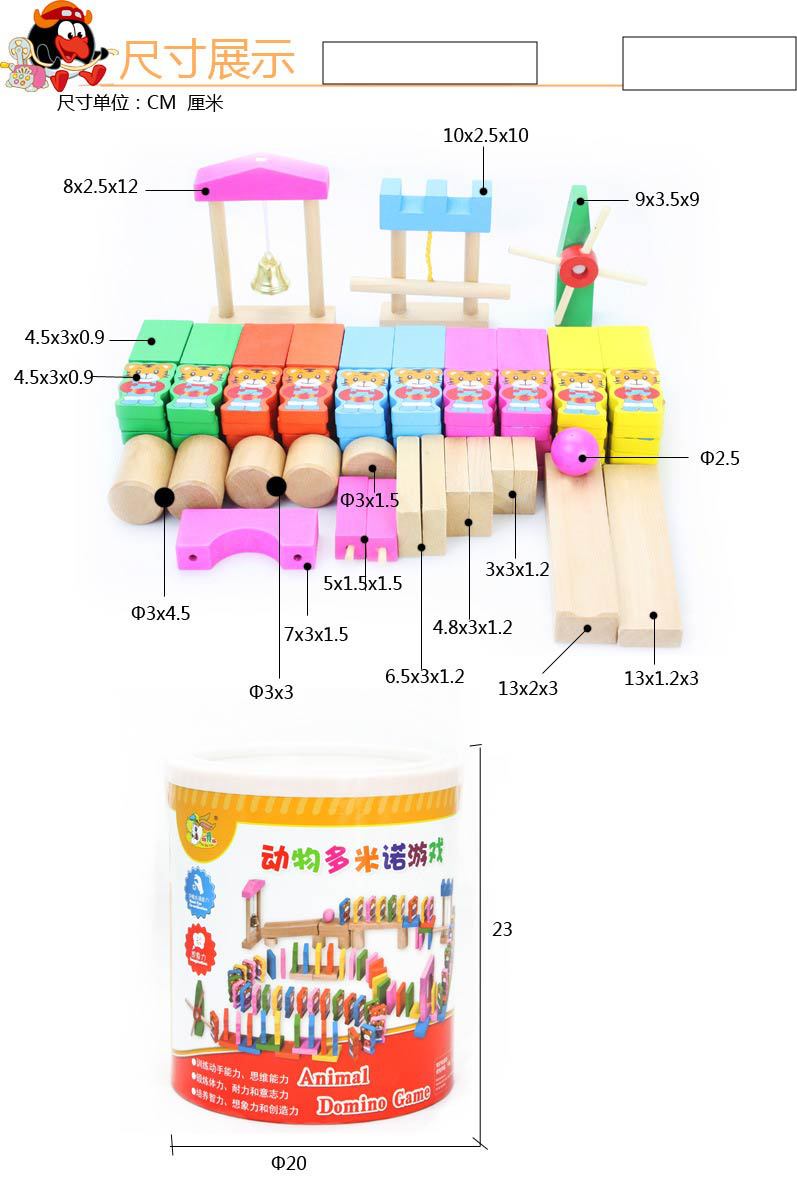 尺寸展示
尺寸单位：CM 厘米
10x2.5x10
8x2.5x12
9x3.5x9
4.5x3x0.9
4.5x3x0.9
Φ2.5
Φ3x1.5
5x1.5x1.5
3x3x1.2
Φ3x4.5
7x3x1.5
4.8x3x1.2
6.5x3x1.2
13x2x3
13x1.2x3
Φ3x3
动物多米诺游戏
23
●训练动手能力、思维能力
●锻炼体力、耐力和意志力
●培养智力、想象力和创造力
Animal
Domino Game
Φ20